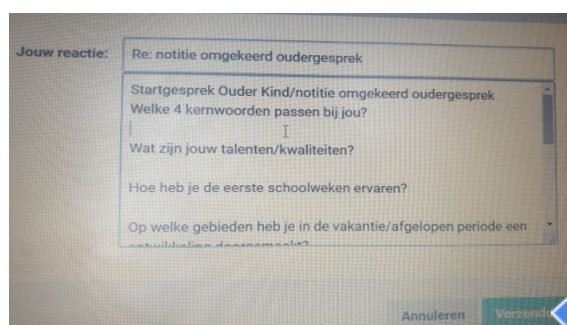 Jouw reactie:
Re: notitie omgekeerd oudergesprek
Startgesprek Ouder Kind/notitie omgekeerd oudergesprek
Welke 4 kernwoorden passen bij jou?
Wat zijn jouw talenten/kwaliteiten?
Hoe heb je de eerste schoolweken ervaren?
Op welke gebieden heb je in de vakantie/afgelopen periode een
Annuleren